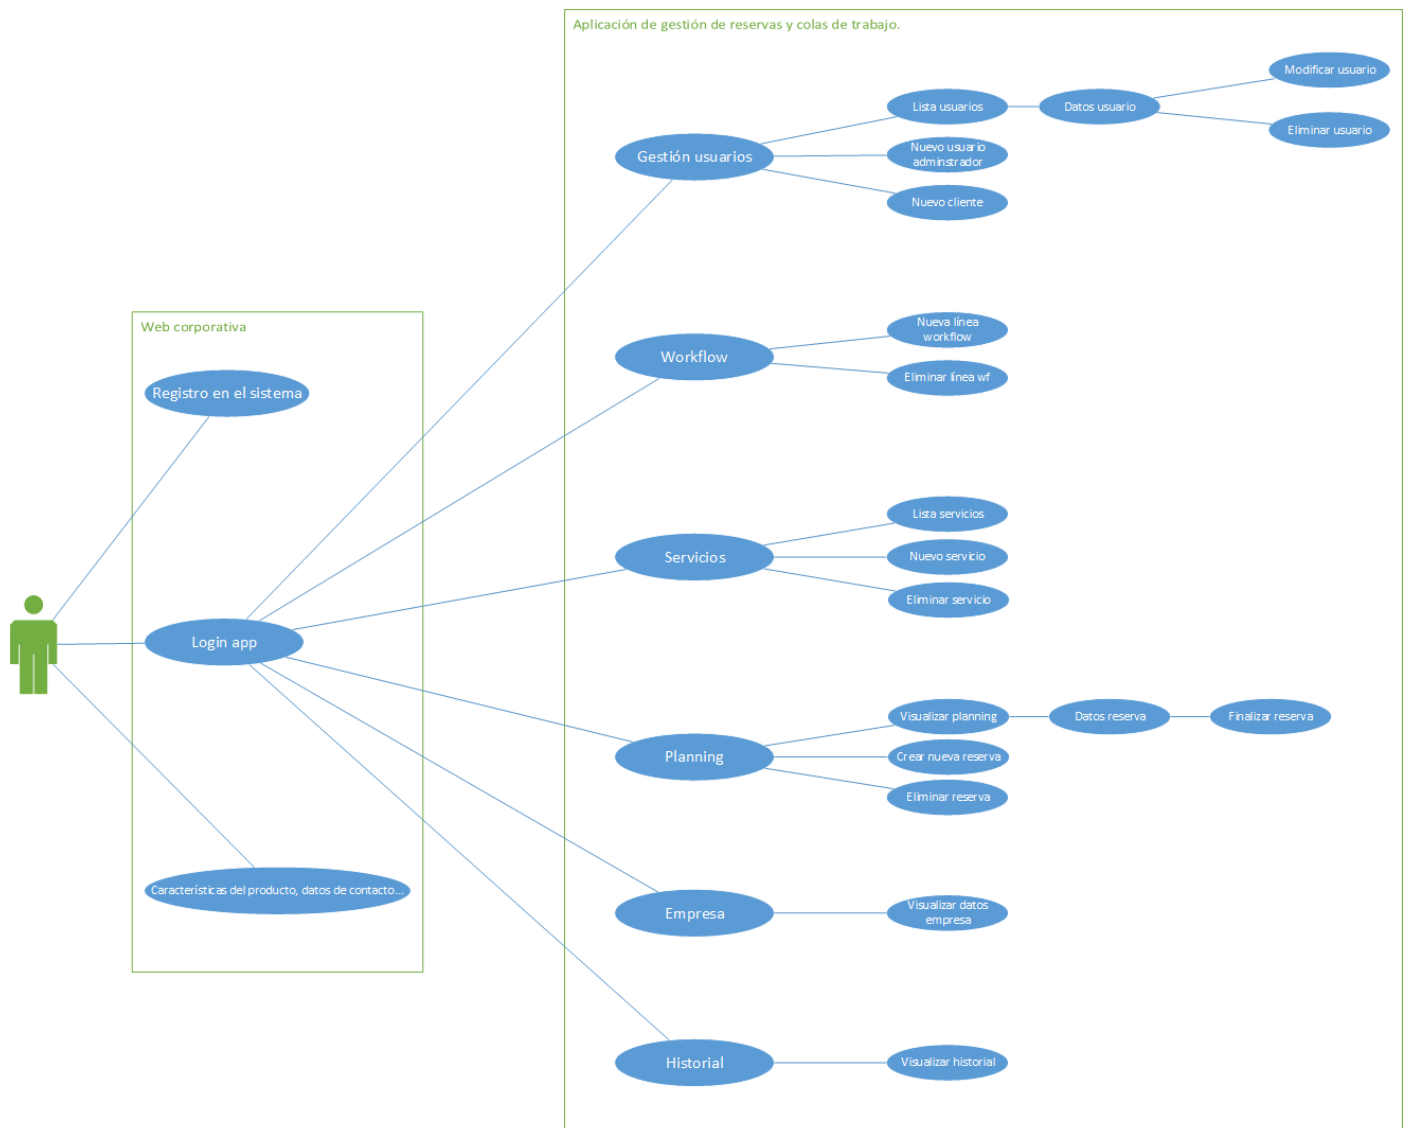 Aplicación de gestión de reservas y colas de trabajo.
Modificar usuario
Lista usuarios
Datos usuario
Eliminar usuario
Gestión usuarios
Nuevo usuario
adminstrador
Nuevo cliente
Web corporativa
Registro en el sistema
Nueva línea
workflow
Workflow
Eliminar línea wf
Lista servicios
Servicios
Nuevo servicio
Eliminar servicio
Login app
Visualizar planning
Datos reserva
Finalizar reserva
Planning
Crear nueva reserva
Eliminar reserva
Características del producto, datos de contacto...
Empresa
Visualizar datos
empresa
Historial
Visualizar historial